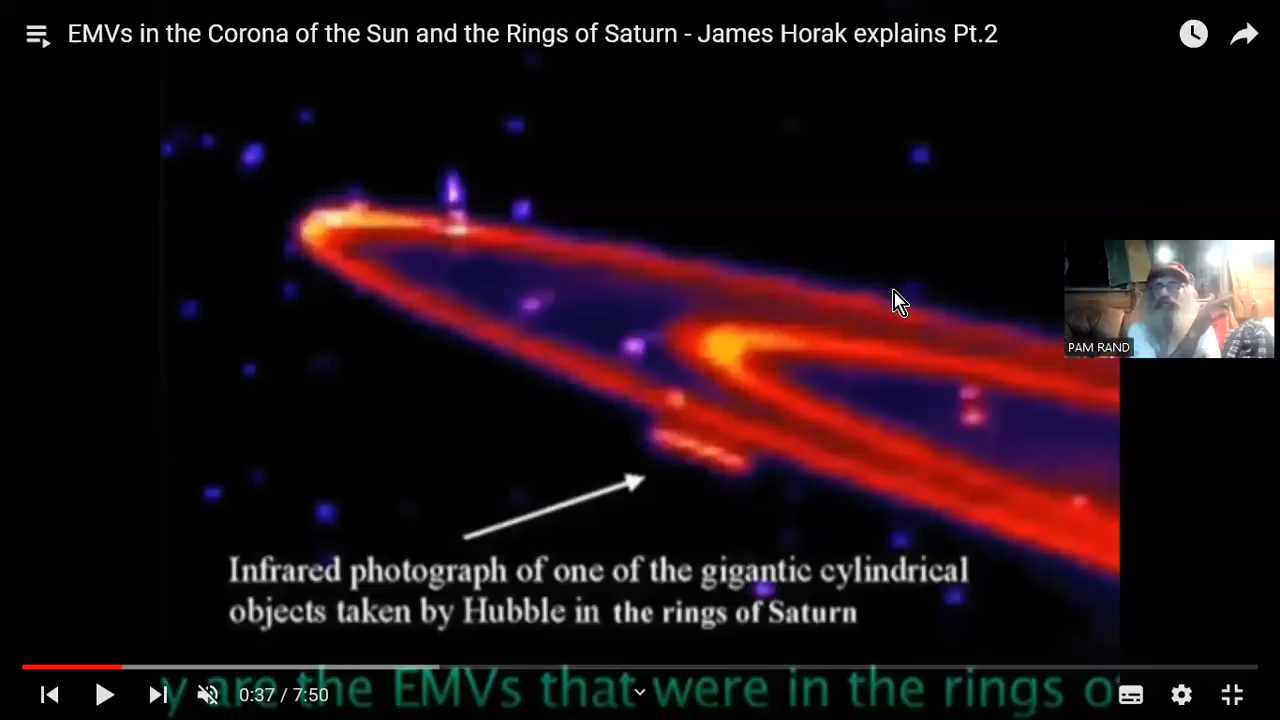 EMVs in the Corona of the Sun and the Rings of Saturn - James Horak explains Pt.2
PAM RAND
Infrared photograph of one of the gigantic cylindrical
objects taken by Hubble in the rings of Saturn
y are the EMVs that were in the rings o
0:37 / 7:50